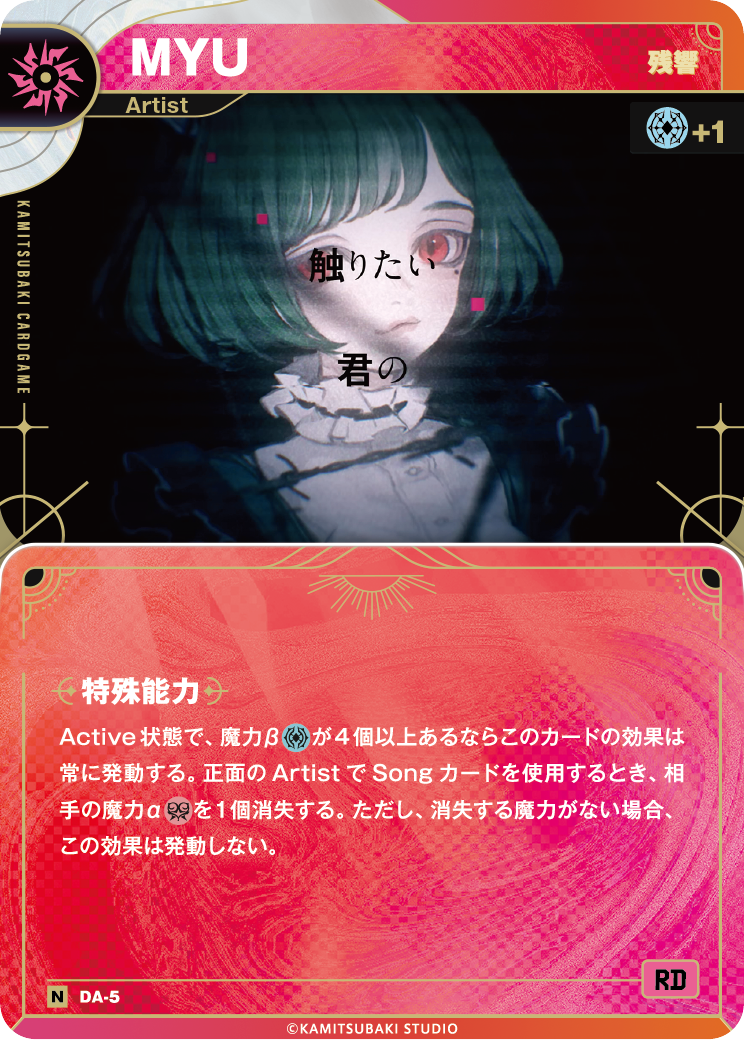 MYU
残響
Artist
+1
KAMITSUBAKI CARDGAME
触りたい
君の
特殊能力
Active状態で、魔力βが4個以上あるならこのカードの効果は
常に発動する。正面のArtistでSongカードを使用するとき、相
手の魔力αを1個消失する。ただし、消失する魔力がない場合、
この効果は発動しない。
RD
N DA-5
©KAMITSUBAKI STUDIO